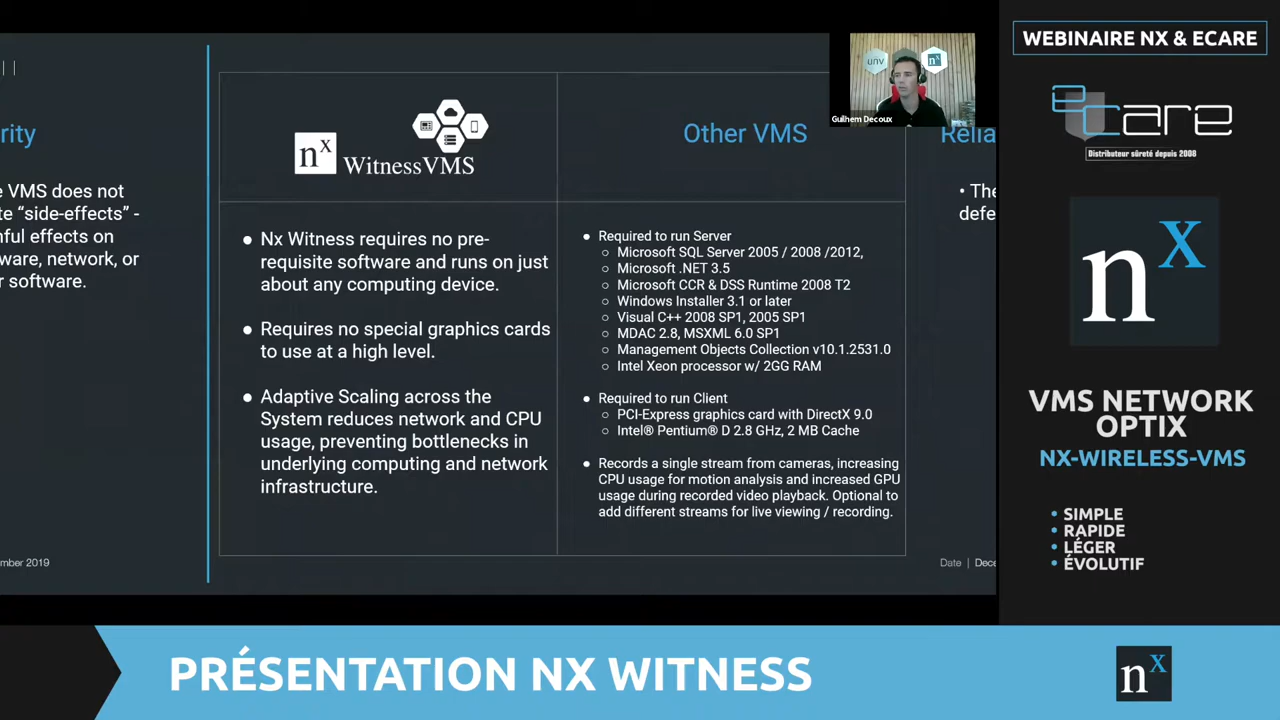 rity
e VMS does not
te “side-effects” -
nful effects on
ware, network, or
r software.
mber 2019
nx WitnessVMS
Nx Witness requires no pre-
requisite software and runs on just
about any computing device.
Requires no special graphics cards
to use at a high level.
Adaptive Scaling across the
System reduces network and CPU
usage, preventing bottlenecks in
underlying computing and network
infrastructure.
Other VMS
Required to run Server
Microsoft SQL Server 2005 / 2008 /2012,
Microsoft .NET 3.5
Microsoft CCR & DSS Runtime 2008 T2
Windows Installer 3.1 or later
Visual C++ 2008 SP1, 2005 SP1
MDAC 2.8, MSXML 6.0 SP1
Management Objects Collection v10.1.2531.0
Intel Xeon processor w/ 2GG RAM
Required to run Client
PCI-Express graphics card with DirectX 9.0
Intel® Pentium® D 2.8 GHz, 2 MB Cache
Records a single stream from cameras, increasing
CPU usage for motion analysis and increased GPU
usage during recorded video playback. Optional to
add different streams for live viewing / recording.
unv
nx
Guilhem Decoux
Relia
• The
defe
Date | Dece
WEBINAIRE NX & ECARE
ecare
Distributeur sûreté depuis 2008
nx
VMS NETWORK
OPTIX
NX-WIRELESS-VMS
• SIMPLE
• RAPIDE
• LÉGER
• ÉVOLUTIF
PRÉSENTATION NX WITNESS
nx